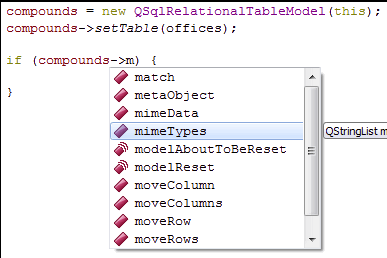 compounds = new QSqlRelationalTableModel(this);
compounds->setTable(offices);
if (compounds->m) {
match
metaObject
mimeData
mimeTypes
QStringList m
modelAboutToBeReset
modelReset
moveColumn
moveColumns
moveRow
moveRows
}